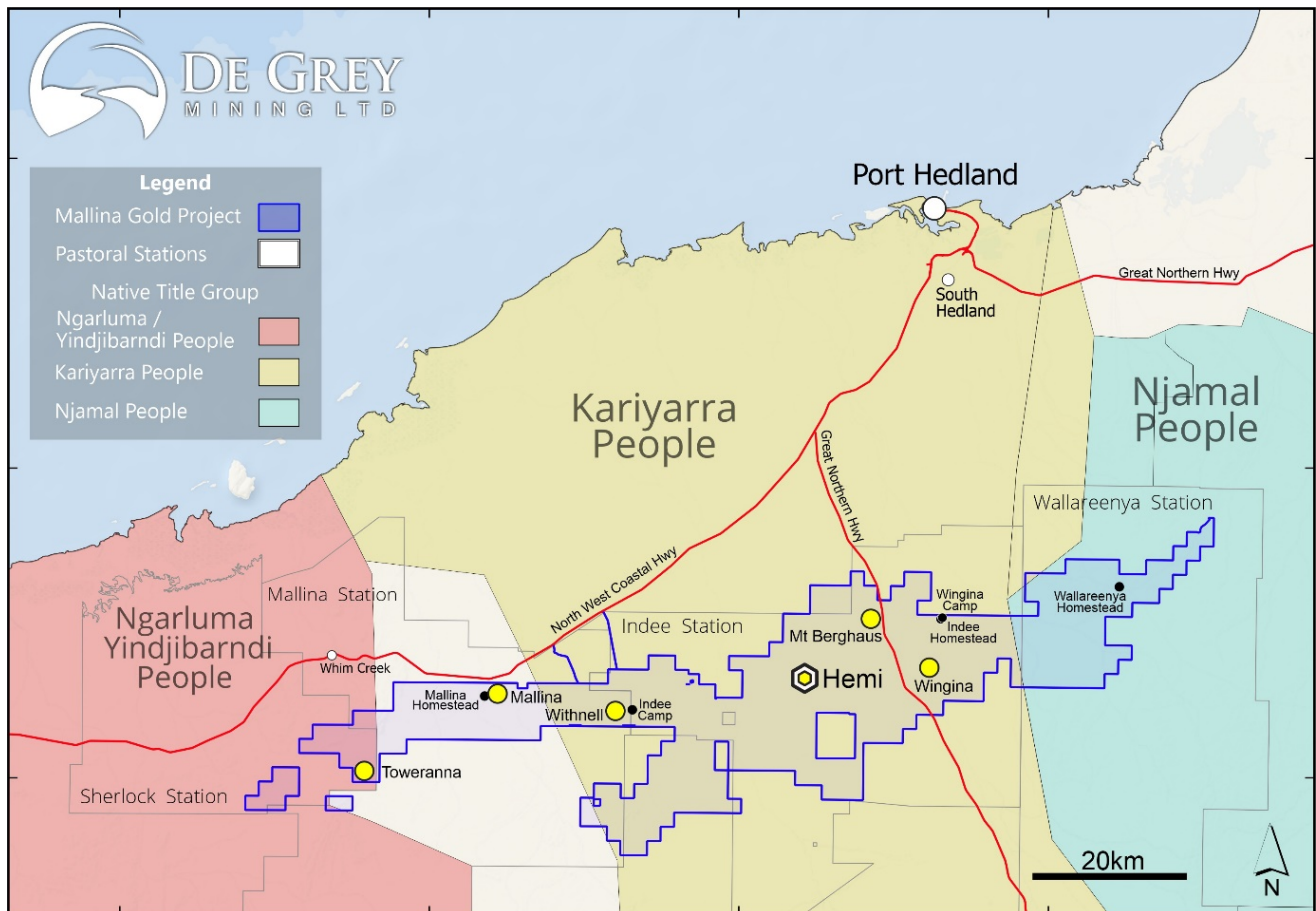 DE GREY
MINING LTD
Legend
Mallina Gold Project
Pastoral Stations
Native Title Group
Ngarluma /
Yindjibarndi People
Kariyarra People
Njamal People
Port Hedland
South
Hedland
Great Northern Hwy
Kariyarra
People
Njamal
People
Great Northern Hwy
North West Coastal Hwy
Wallareenya Station
Wallareenya
Homestead
Mallina Station
Ngarluma
Yindjibarndi
People
Whim Creek
Indee Station
Wingina
Camp
Indee
Homestead
Mt Berghaus
Hemi
Wingina
Mallina
Homestead
Mallina
Withnell
Indee
Camp
Toweranna
Sherlock Station
20km
N